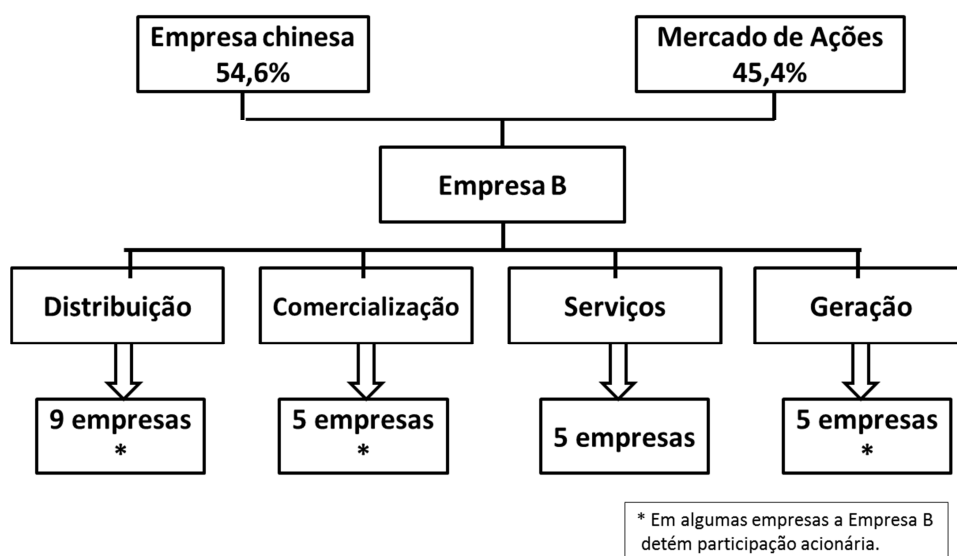 Empresa chinesa
54,6%
Mercado de Ações
45,4%
Empresa B
Distribuição
Comercialização
Serviços
Geração
9 empresas
*
5 empresas
*
5 empresas
5 empresas
*
* Em algumas empresas a Empresa B
detém participação acionária.